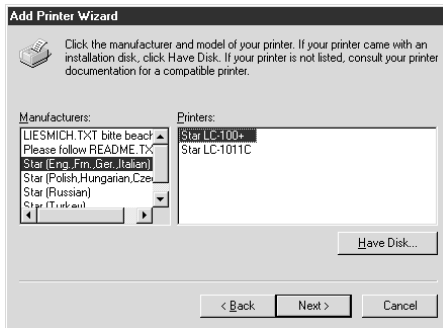 Add Printer Wizard
Click the manufacturer and model of your printer. If your printer came with an
installation disk, click Have Disk. If your printer is not listed, consult your printer
documentation for a compatible printer.
Manufacturers:
LIESMICH.TXT bitte beach
Please follow README.TX
Star (Eng.,Frn.,Ger.,Italian)
Star (Polish,Hungarian,Cze
Star (Russian)
Star (Turkey)
Printers:
Star LC-100+
Star LC-1011C
Have Disk...
< Back
Next >
Cancel